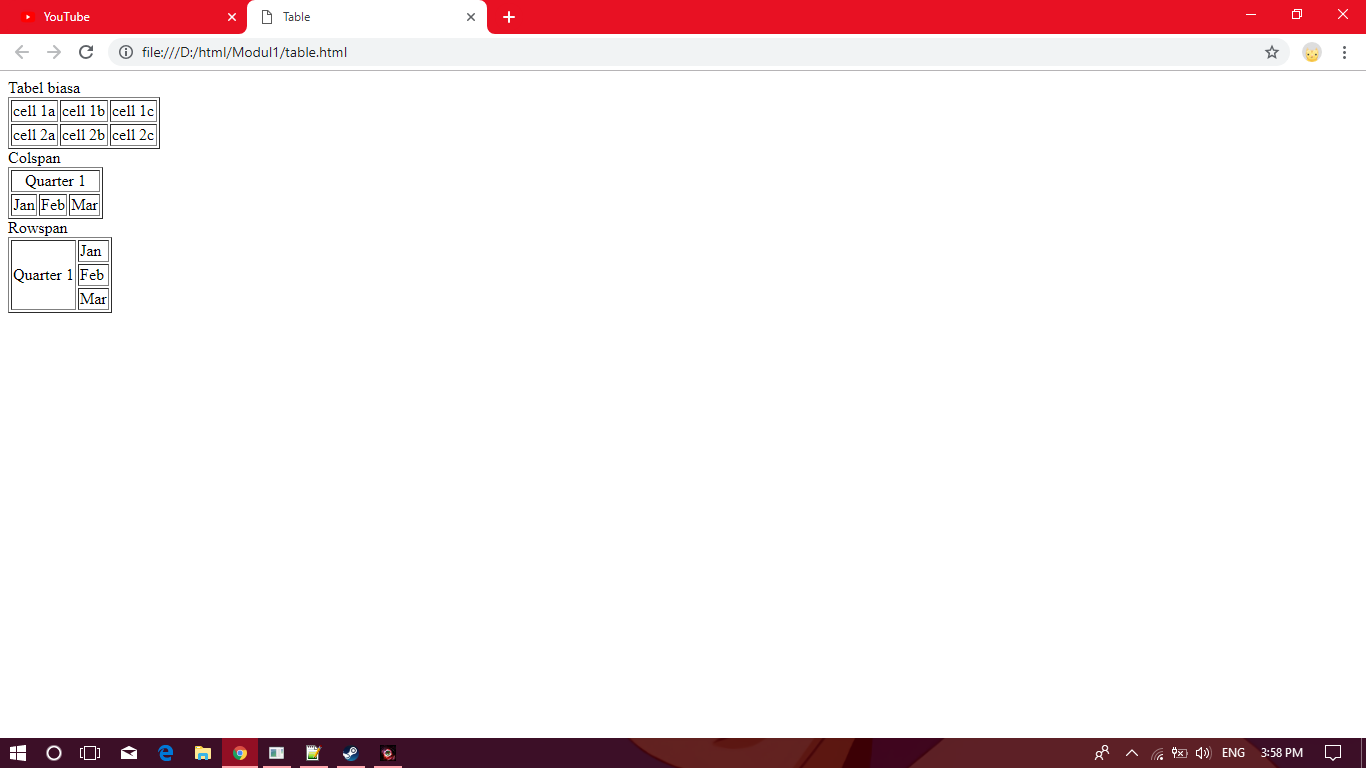 YouTube
Table
file:///D:/html/Modul1/table.html
Tabel biasa
cell 1a cell 1b cell 1c
cell 2a cell 2b cell 2c
Colspan
Quarter 1
Jan Feb Mar
Rowspan
Quarter 1
Jan
Feb
Mar
ENG 3:58 PM